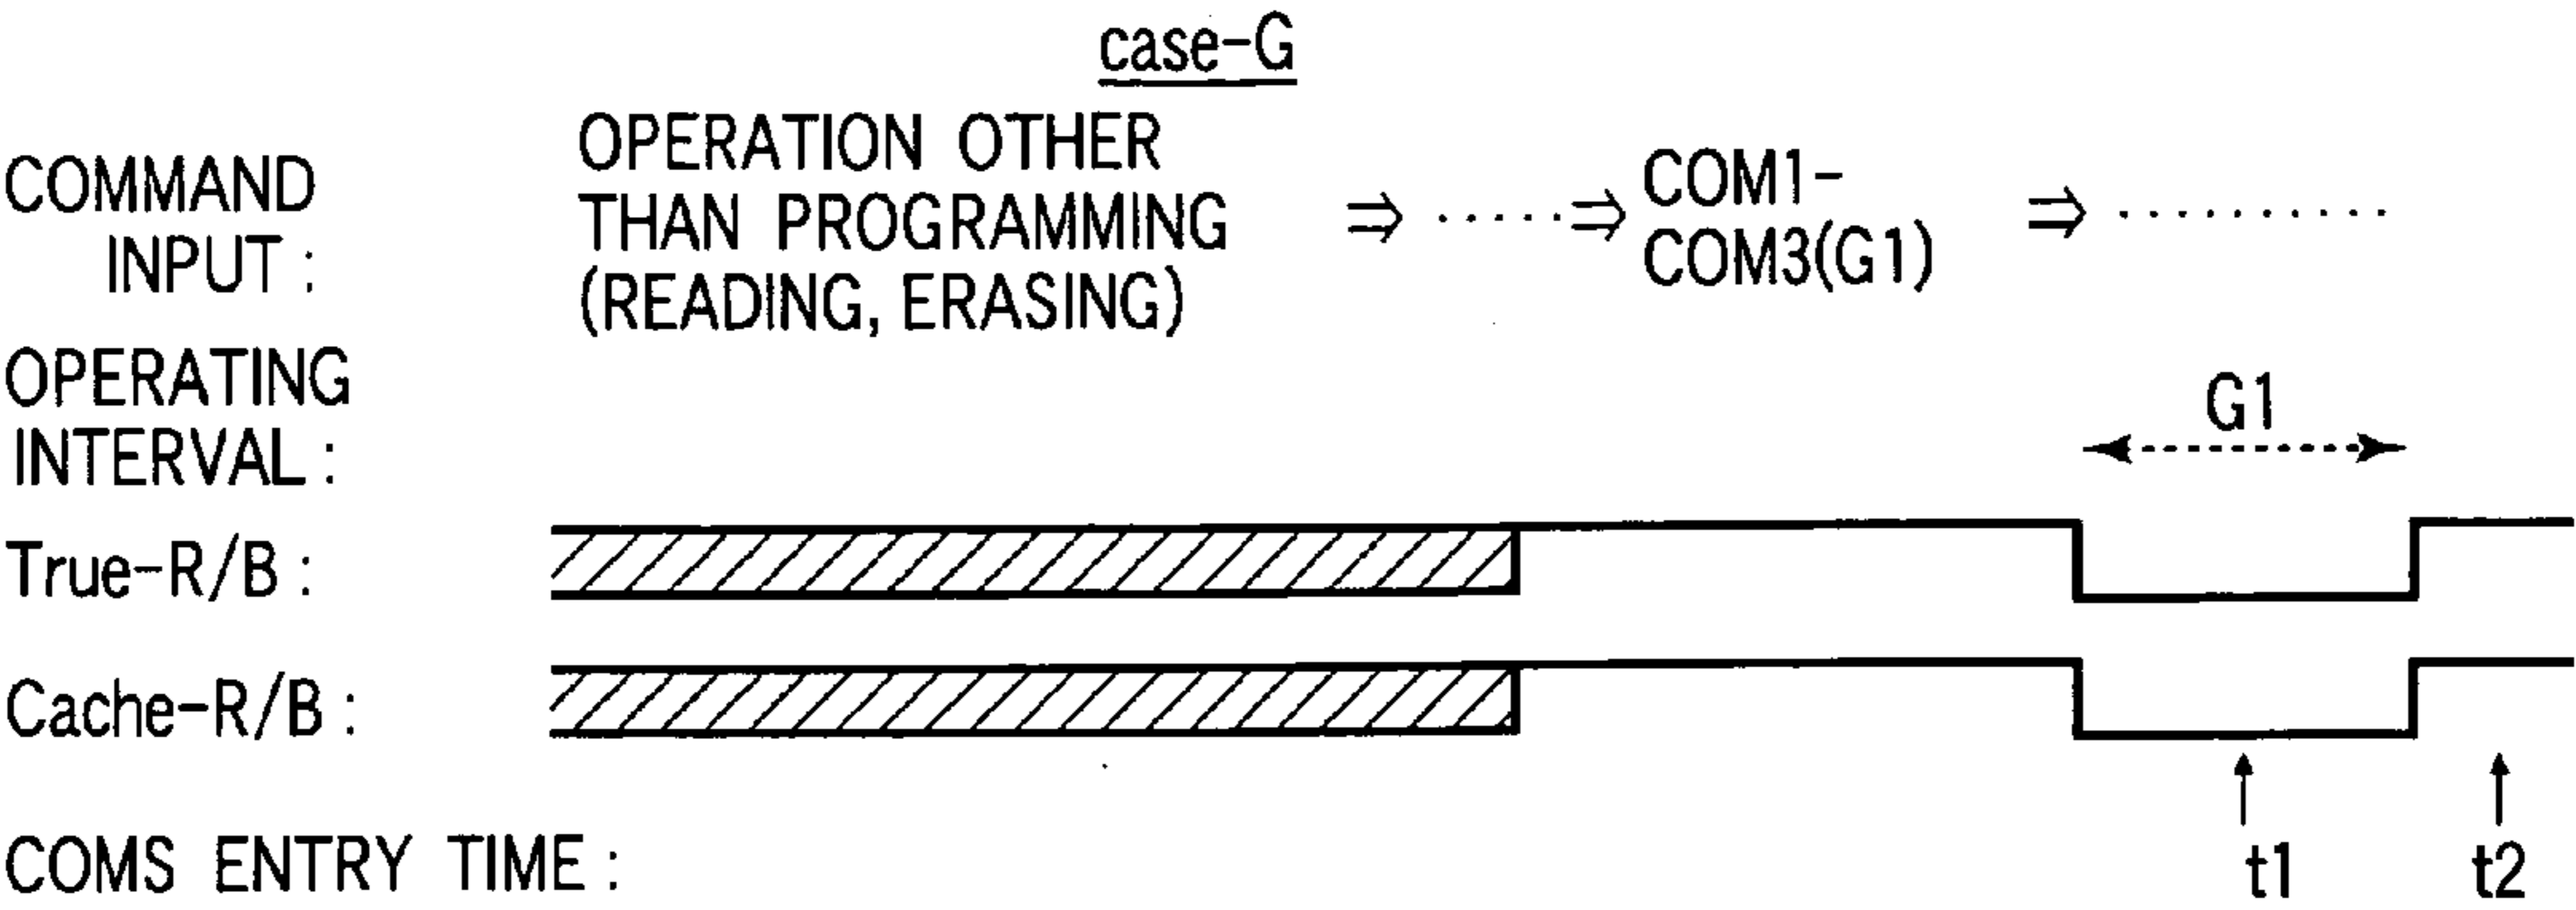 case-G
COMMAND
INPUT :
OPERATION OTHER
THAN PROGRAMMING
(READING, ERASING)
⇒ ‥‥‥ ⇒
COM1-
COM3(G1)
⇒ ‥‥‥‥‥
OPERATING
INTERVAL :
G1
True-R/B :
Cache-R/B :
COMS ENTRY TIME :
t1
t2